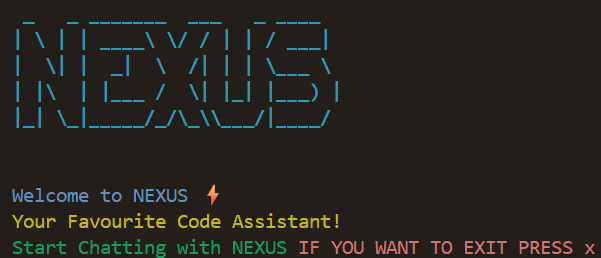 NEXUS
Welcome to NEXUS ⚡
Your Favourite Code Assistant!
Start Chatting with NEXUS IF YOU WANT TO EXIT PRESS x